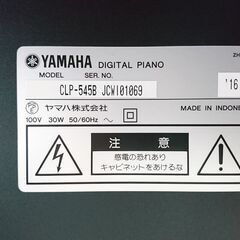 ZH
YAMAHA DIGITAL PIANO
MODEL SER. NO.
CLP-545B JCWI01069
'16
ヤマハ株式会社
MADE IN INDONE
100V 30W 50/60Hz
注 意
感電の恐れあり
キャビネットをあけるな